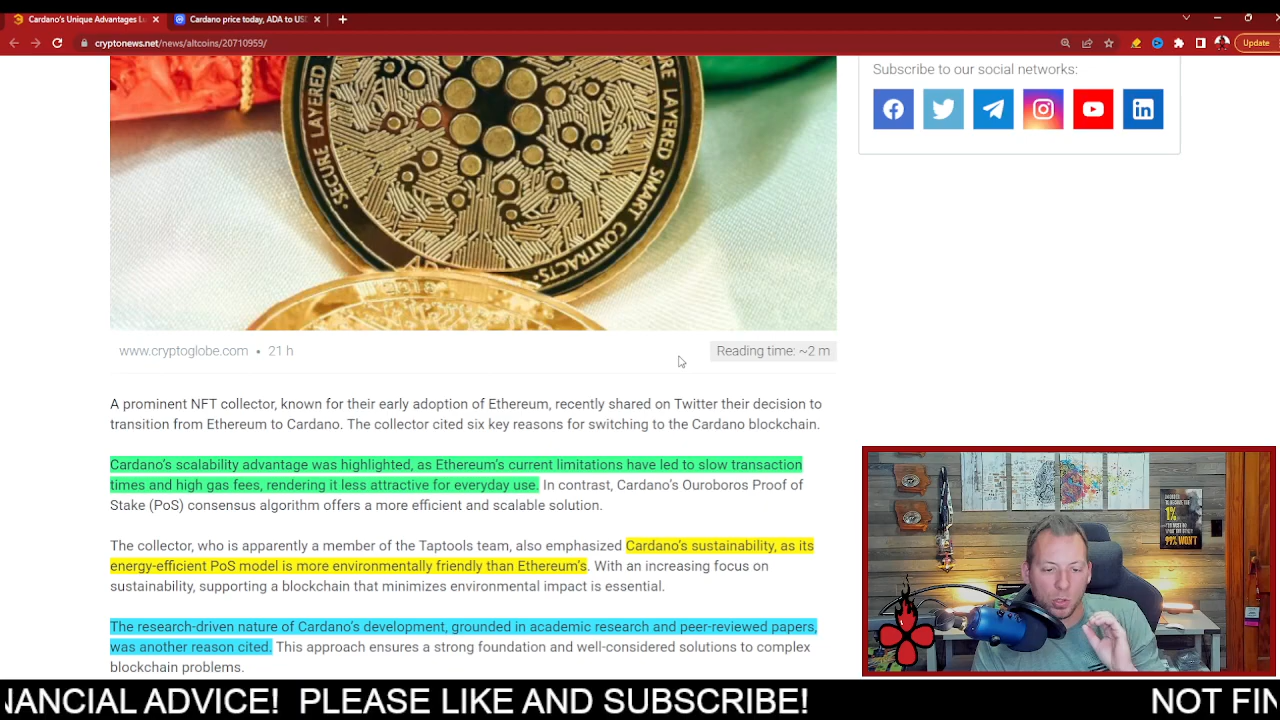 Cardano's Unique Advantages L
Cardano price today, ADA to US
cryptonews.net/news/altcoins/20710959/
Update
SECURE LAYERED
RE LAYERED SMART CONTRACTS
Subscribe to our social networks:
www.cryptoglobe.com • 21 h
Reading time: ~2 m
A prominent NFT collector, known for their early adoption of Ethereum, recently shared on Twitter their decision to
transition from Ethereum to Cardano. The collector cited six key reasons for switching to the Cardano blockchain.
Cardano's scalability advantage was highlighted, as Ethereum's current limitations have led to slow transaction
times and high gas fees, rendering it less attractive for everyday use. In contrast, Cardano's Ouroboros Proof of
Stake (PoS) consensus algorithm offers a more efficient and scalable solution.
The collector, who is apparently a member of the Taptools team, also emphasized Cardano's sustainability, as its
energy-efficient PoS model is more environmentally friendly than Ethereum's. With an increasing focus on
sustainability, supporting a blockchain that minimizes environmental impact is essential.
The research-driven nature of Cardano's development, grounded in academic research and peer-reviewed papers,
was another reason cited. This approach ensures a strong foundation and well-considered solutions to complex
blockchain problems.
1%
99% WON'T
NANCIAL ADVICE! PLEASE LIKE AND SUBSCRIBE! NOT FIN